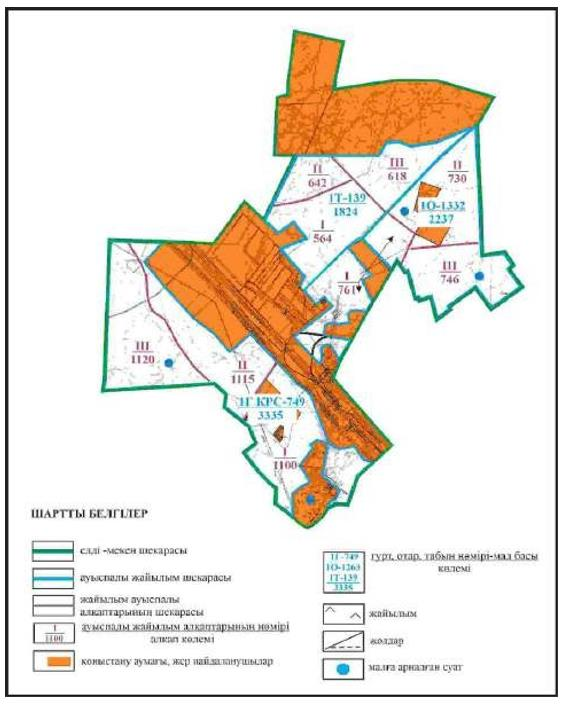 II
642
III
618
II
730
1Т-139
1824
1О-1332
2237
I
564
I
761
III
746
III
1120
II
1115
1Г КРС-749
3335
I
1100
ШАРТТЫ БЕЛГІЛЕР
елді -мекен шекарасы
ауыспалы жайылым шекарасы
жайылым ауыспалы
алқаптарының шекарасы
I
1100
ауыспалы жайылым алқаптарының нөмірі
алқап көлемі
қоныстану аумағы, жер пайдаланушылар
1Г-749
1О-1263
1Т-139
3335
гурт, отар, табын нөмірі-мал басы
көлемі
жайылым
жолдар
малға арналған суат